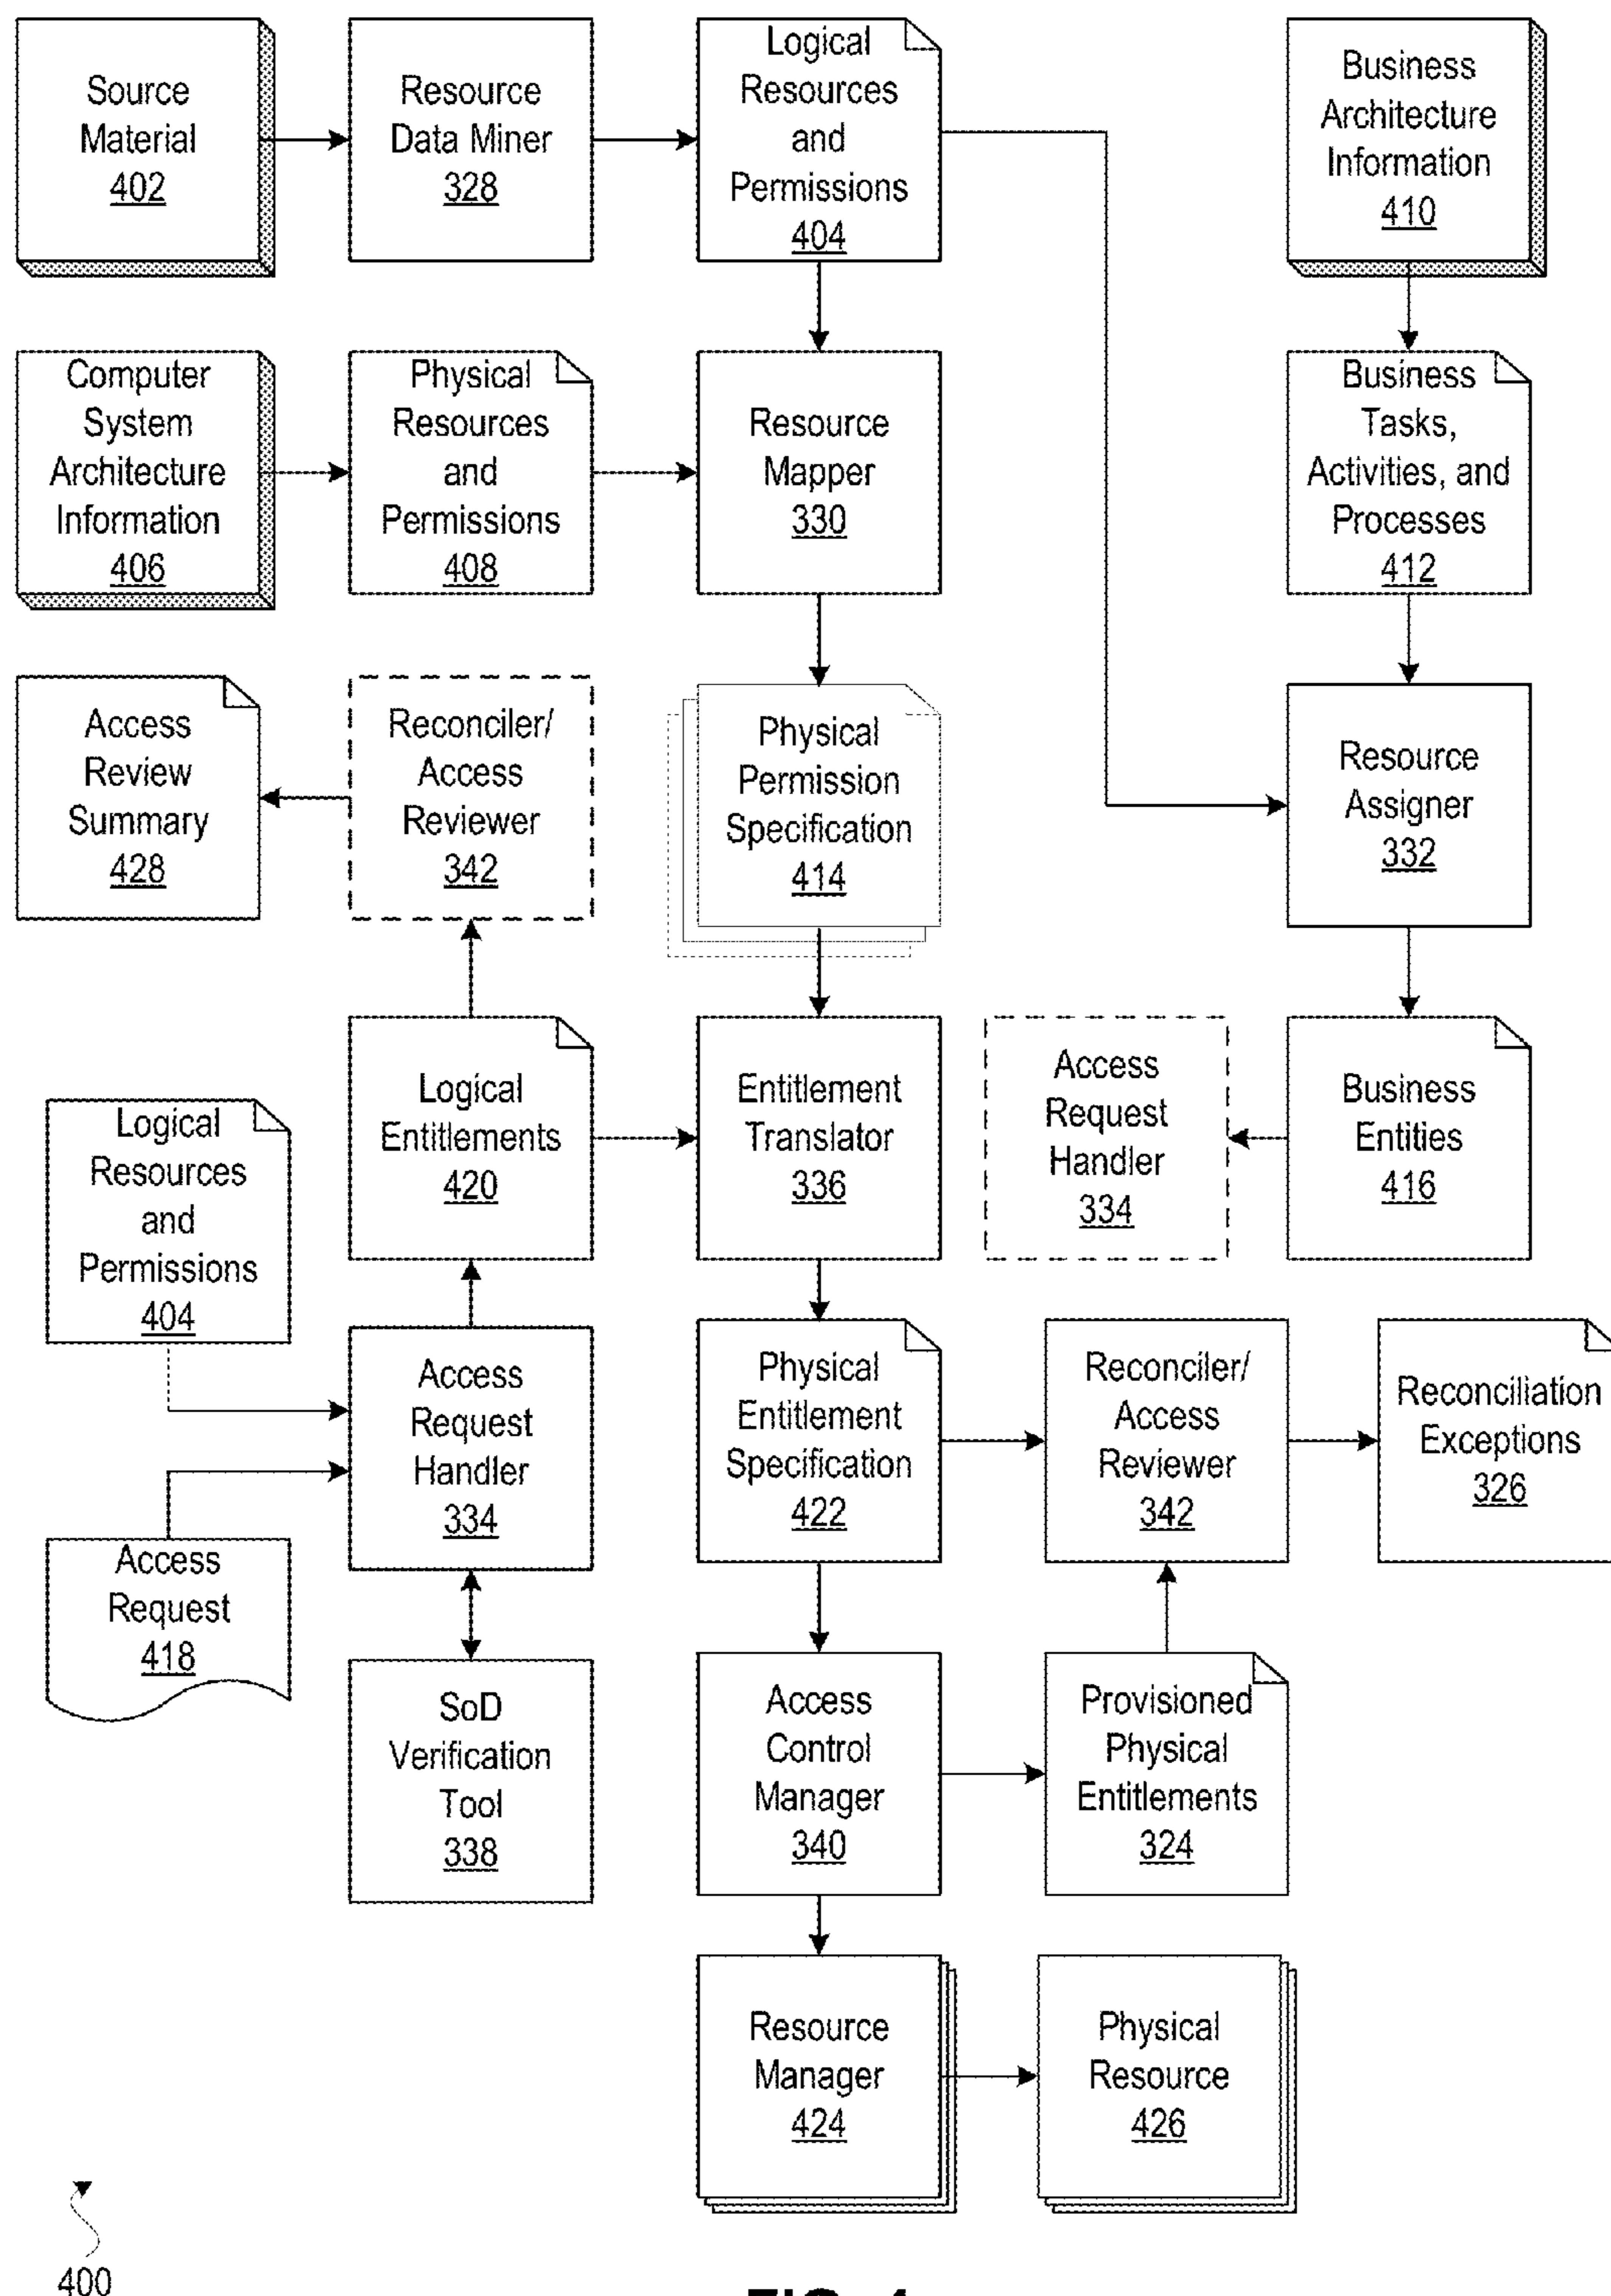 Source
Material
402
Resource
Data Miner
328
Logical
Resources
and
Permissions
404
Business
Architecture
Information
410
Computer
System
Architecture
Information
406
Physical
Resources
and
Permissions
408
Resource
Mapper
330
Business
Tasks,
Activities, and
Processes
412
Access
Review
Summary
428
Reconciler/
Access
Reviewer
342
Physical
Permission
Specification
414
Resource
Assigner
332
Logical
Resources
and
Permissions
404
Logical
Entitlements
420
Entitlement
Translator
336
Access
Request
Handler
334
Business
Entities
416
Access
Request
418
Access
Request
Handler
334
Physical
Entitlement
Specification
422
Reconciler/
Access
Reviewer
342
Reconciliation
Exceptions
326
SoD
Verification
Tool
338
Access
Control
Manager
340
Provisioned
Physical
Entitlements
324
Resource
Manager
424
Physical
Resource
426
400